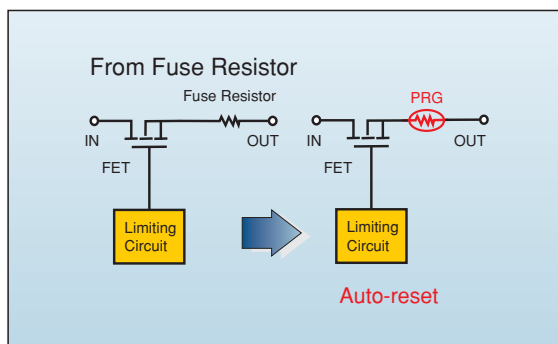 From Fuse Resistor
Fuse Resistor
IN
OUT
FET
Limiting
Circuit
PRG
IN
OUT
FET
Limiting
Circuit
Auto-reset